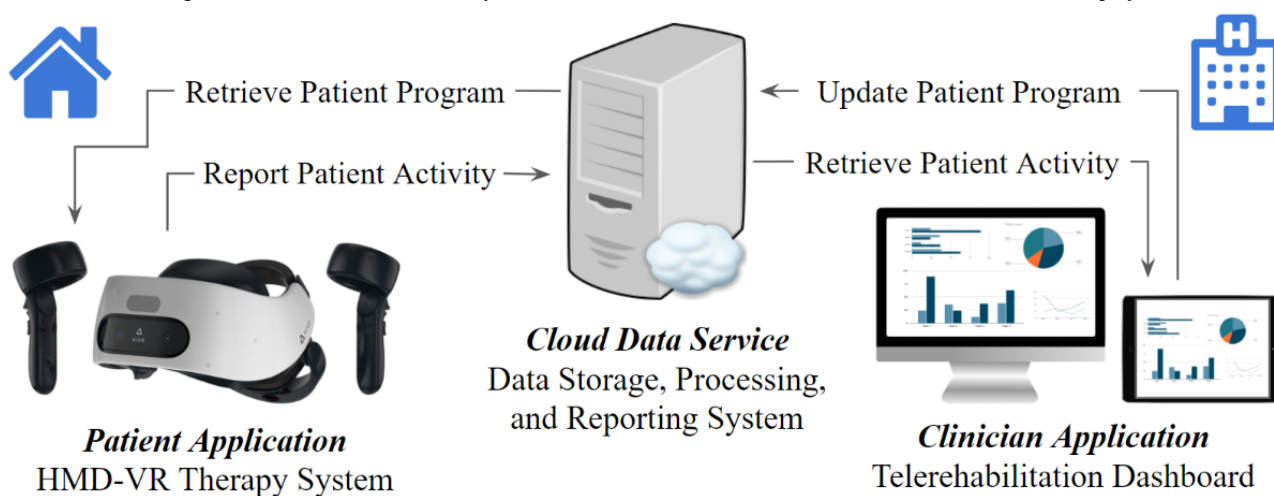 H
Retrieve Patient Program
Update Patient Program
Report Patient Activity
Retrieve Patient Activity
VIVE
Cloud Data Service
Data Storage, Processing,
and Reporting System
Patient Application
HMD-VR Therapy System
Clinician Application
Telerehabilitation Dashboard